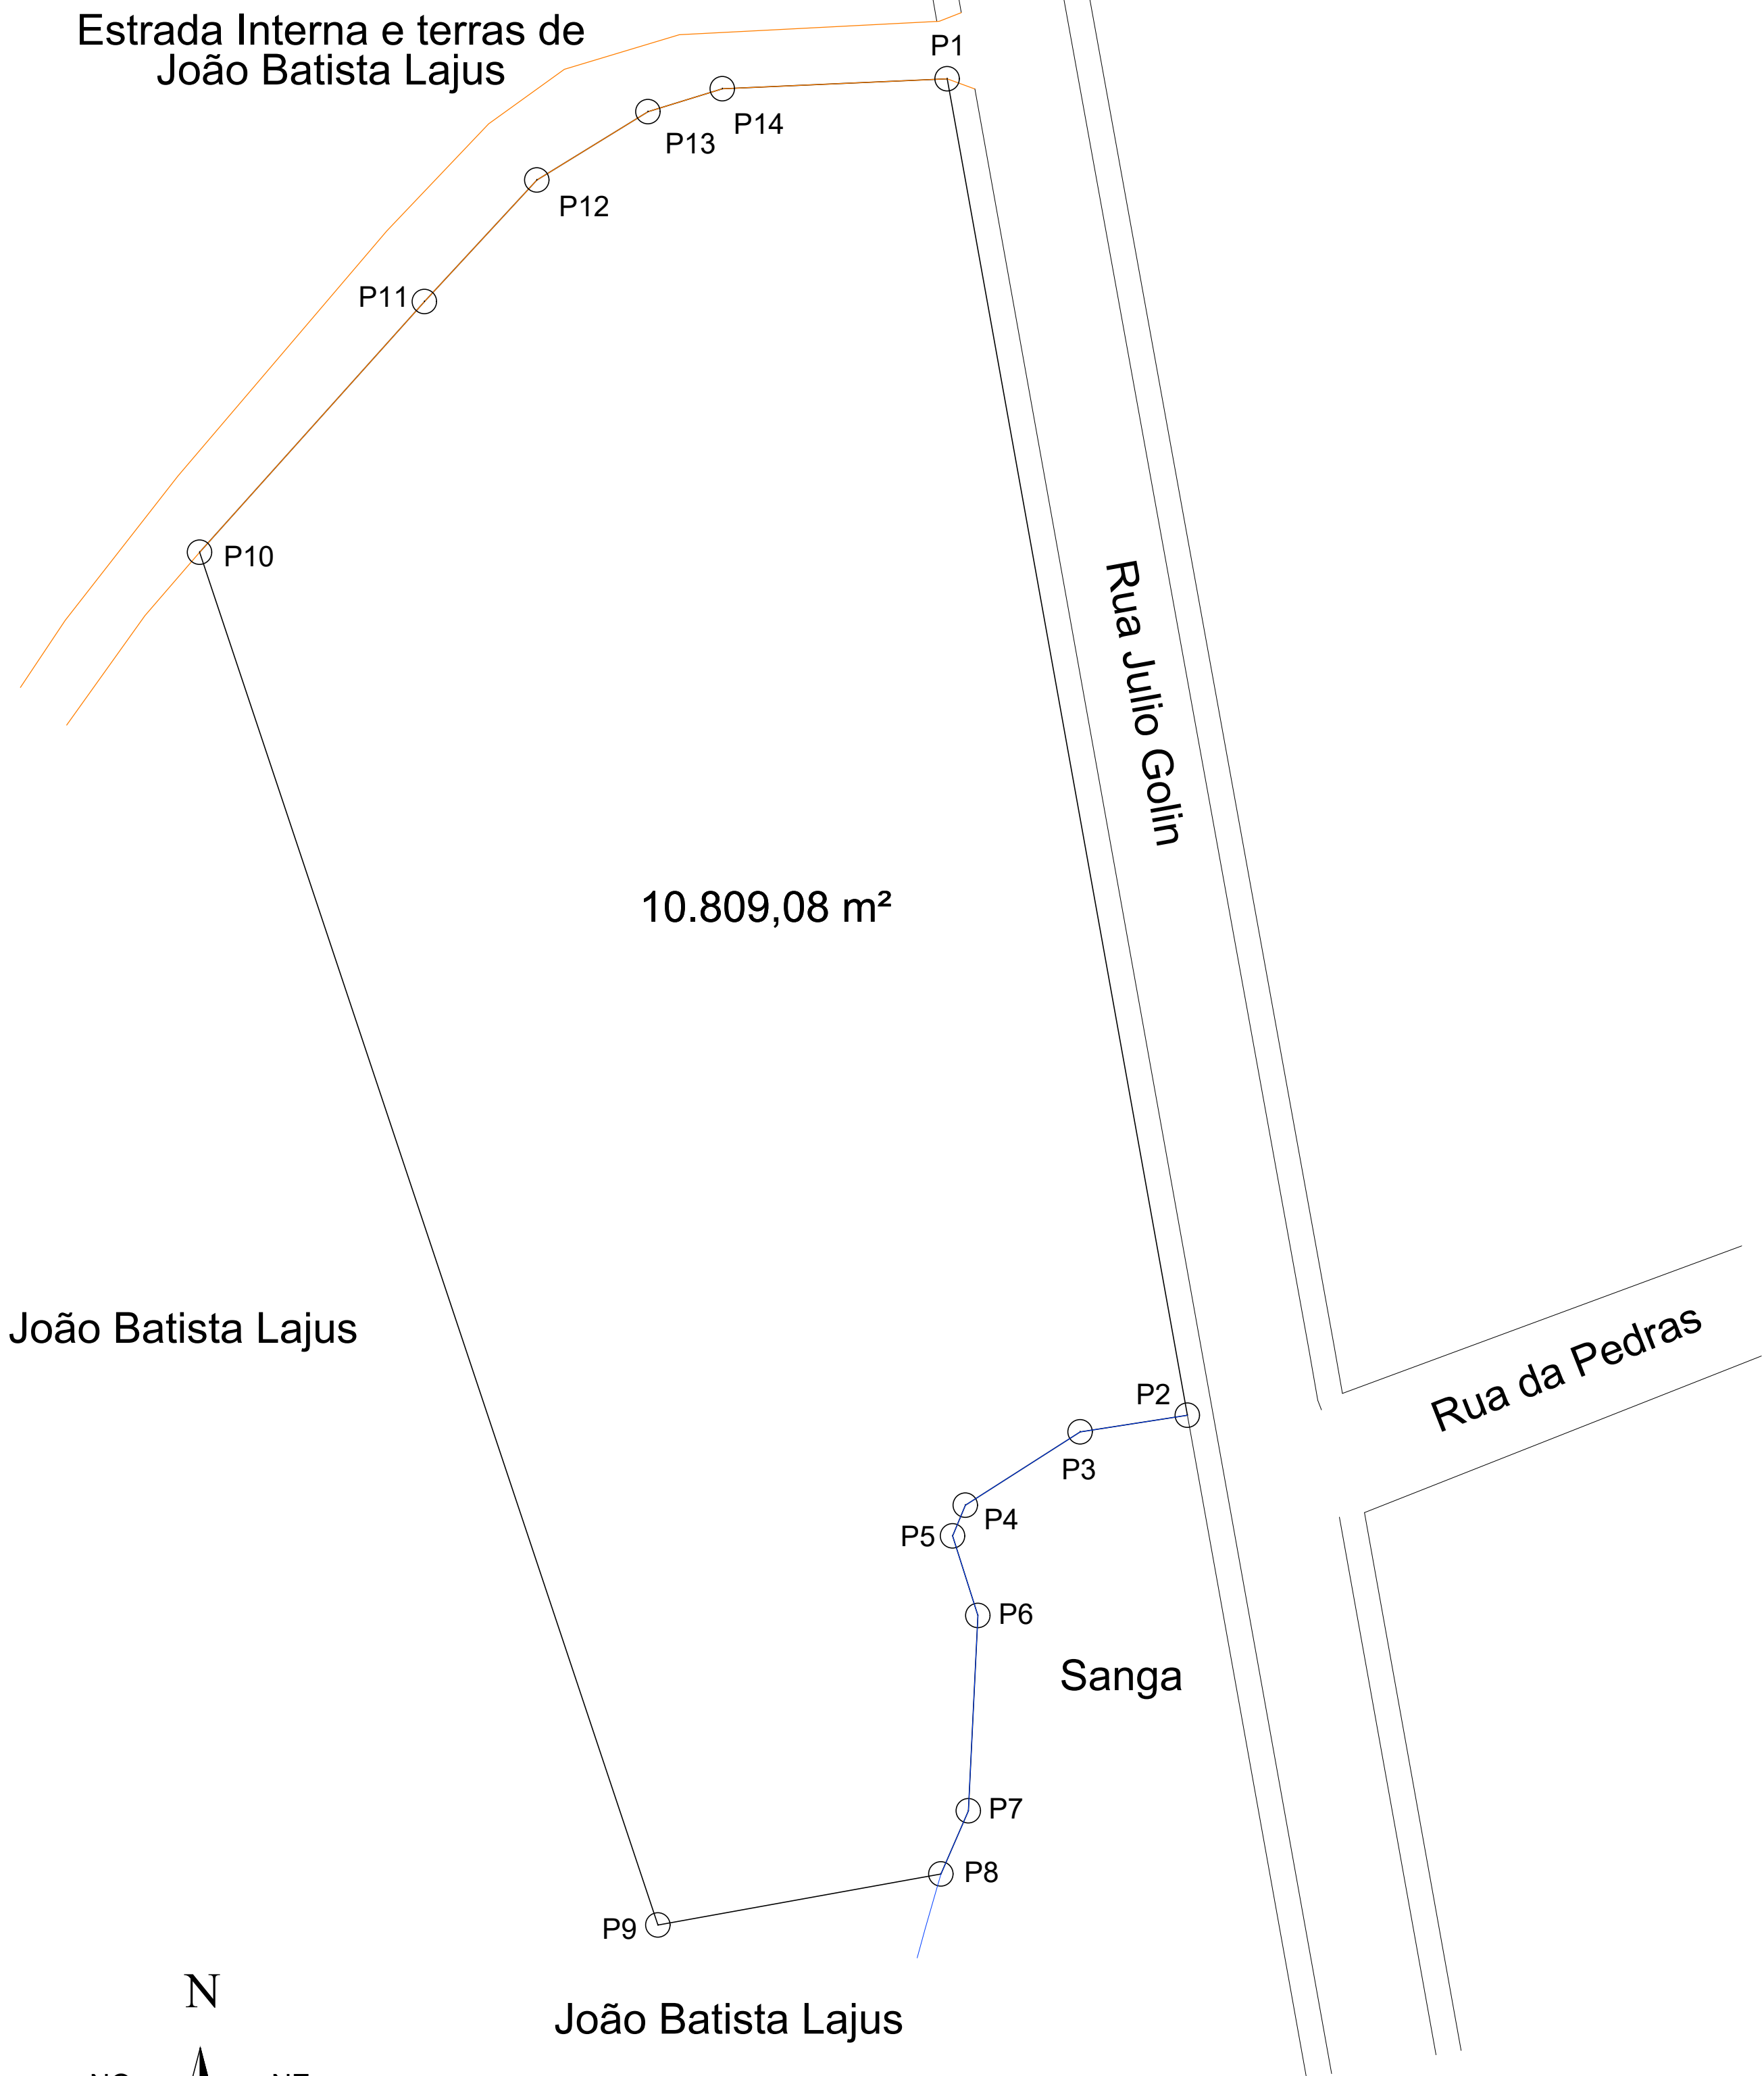 Estrada Interna e terras de
João Batista Lajus
P1
P14
P13
P12
P11
P10
Rua Julio Golin
10.809,08 m²
João Batista Lajus
Rua da Pedras
P2
P3
P4
P5
P6
Sanga
P7
P8
P9
N
João Batista Lajus